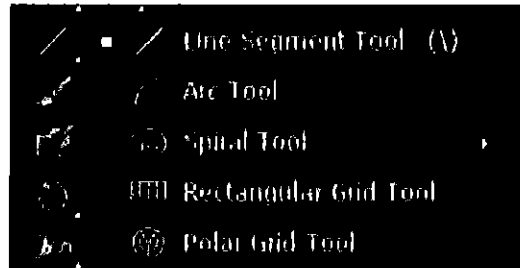 Line Segment Tool (\)
Arc Tool
Spiral Tool
Rectangular Grid Tool
Polar Grid Tool